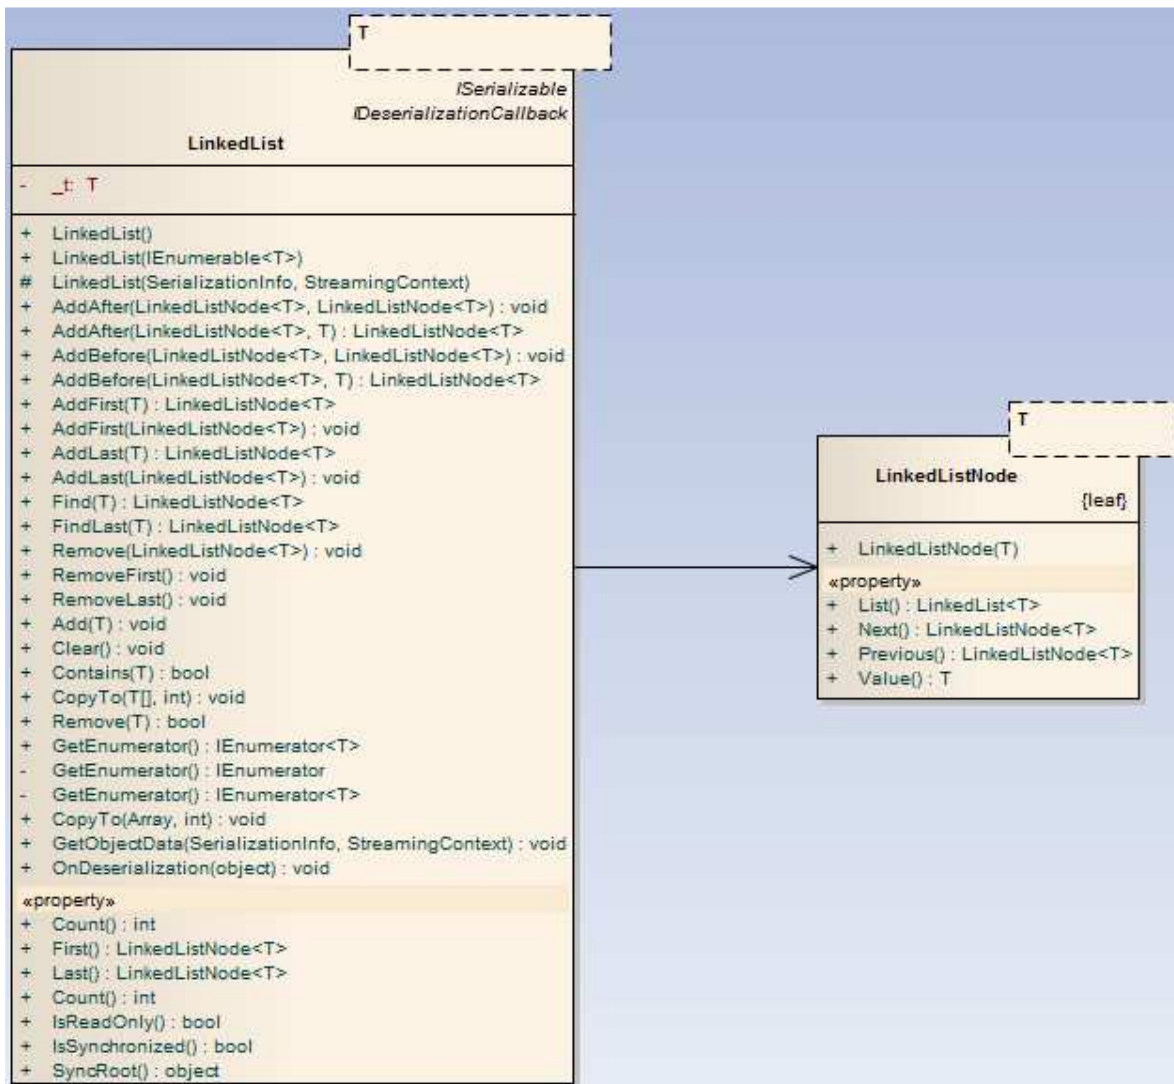 T
ISerializable
IDeserializationCallback
LinkedList
- _t: T
+ LinkedList()
+ LinkedList(IEnumerable<T>)
# LinkedList(SerializationInfo, StreamingContext)
+ AddAfter(LinkedListNode<T>, LinkedListNode<T>) : void
+ AddAfter(LinkedListNode<T>, T) : LinkedListNode<T>
+ AddBefore(LinkedListNode<T>, LinkedListNode<T>) : void
+ AddBefore(LinkedListNode<T>, T) : LinkedListNode<T>
+ AddFirst(T) : LinkedListNode<T>
+ AddFirst(LinkedListNode<T>) : void
+ AddLast(T) : LinkedListNode<T>
+ AddLast(LinkedListNode<T>) : void
+ Find(T) : LinkedListNode<T>
+ FindLast(T) : LinkedListNode<T>
+ Remove(LinkedListNode<T>) : void
+ RemoveFirst() : void
+ RemoveLast() : void
+ Add(T) : void
+ Clear() : void
+ Contains(T) : bool
+ CopyTo(T[], int) : void
+ Remove(T) : bool
+ GetEnumerator() : IEnumerator<T>
- GetEnumerator() : IEnumerator
- GetEnumerator() : IEnumerator<T>
+ CopyTo(Array, int) : void
+ GetObjectData(SerializationInfo, StreamingContext) : void
+ OnDeserialization(object) : void
«property»
+ Count() : int
+ First() : LinkedListNode<T>
+ Last() : LinkedListNode<T>
+ Count() : int
+ IsReadOnly() : bool
+ IsSynchronized() : bool
+ SyncRoot() : object
T
LinkedListNode
{leaf}
+ LinkedListNode(T)
«property»
+ List() : LinkedList<T>
+ Next() : LinkedListNode<T>
+ Previous() : LinkedListNode<T>
+ Value() : T